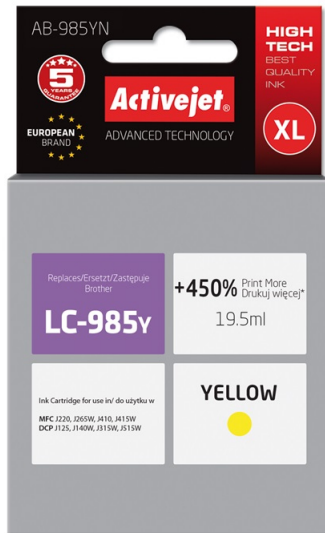 AB-985YN
HIGH
TECH
BEST
QUALITY
INK
5
YEARS
GUARANTEE
Activejet®
EUROPEAN
BRAND
ADVANCED TECHNOLOGY
XL
Replaces/Ersetzt/Zastępuje
Brother
LC-985Y
+450% Print More
Drukuj więcej*
19.5ml
Ink Cartridge for use in/ do użytku w
MFC J220, J265W, J410, J415W
DCP J125, J140W, J315W, J515W
YELLOW